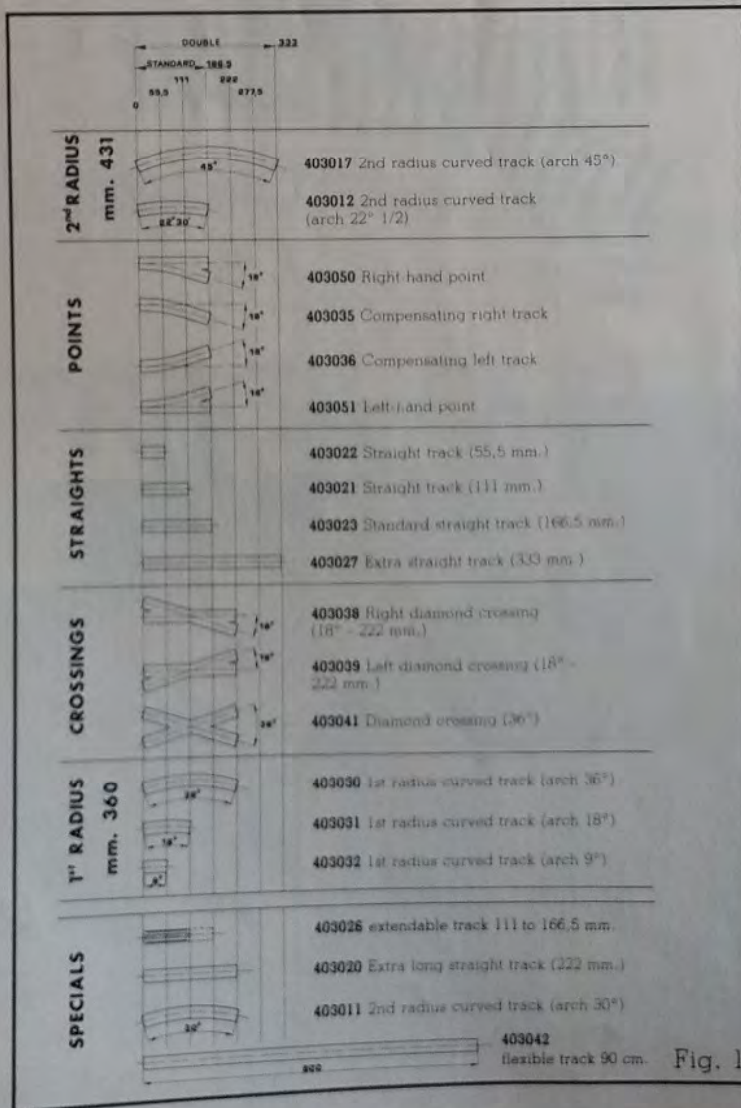 DOUBLE 333
STANDARD 166.5
111 222
55,5 277,5
0
2nd RADIUS
mm. 431
45°
403017 2nd radius curved track (arch 45°)
22°30'
403012 2nd radius curved track
(arch 22° 1/2)
POINTS
18°
403050 Right hand point
18°
403035 Compensating right track
18°
403036 Compensating left track
18°
403051 Left hand point
STRAIGHTS
403022 Straight track (55,5 mm.)
403021 Straight track (111 mm.)
403023 Standard straight track (166,5 mm.)
403027 Extra straight track (333 mm.)
CROSSINGS
18°
403038 Right diamond crossing
(18° - 222 mm.)
18°
403039 Left diamond crossing (18° -
222 mm.)
36°
403041 Diamond crossing (36°)
1st RADIUS
mm. 360
36°
403030 1st radius curved track (arch 36°)
18°
403031 1st radius curved track (arch 18°)
9°
403032 1st radius curved track (arch 9°)
SPECIALS
403026 extendable track 111 to 166,5 mm.
403020 Extra long straight track (222 mm.)
30°
403011 2nd radius curved track (arch 30°)
403042
flexible track 90 cm.
900
Fig. 1